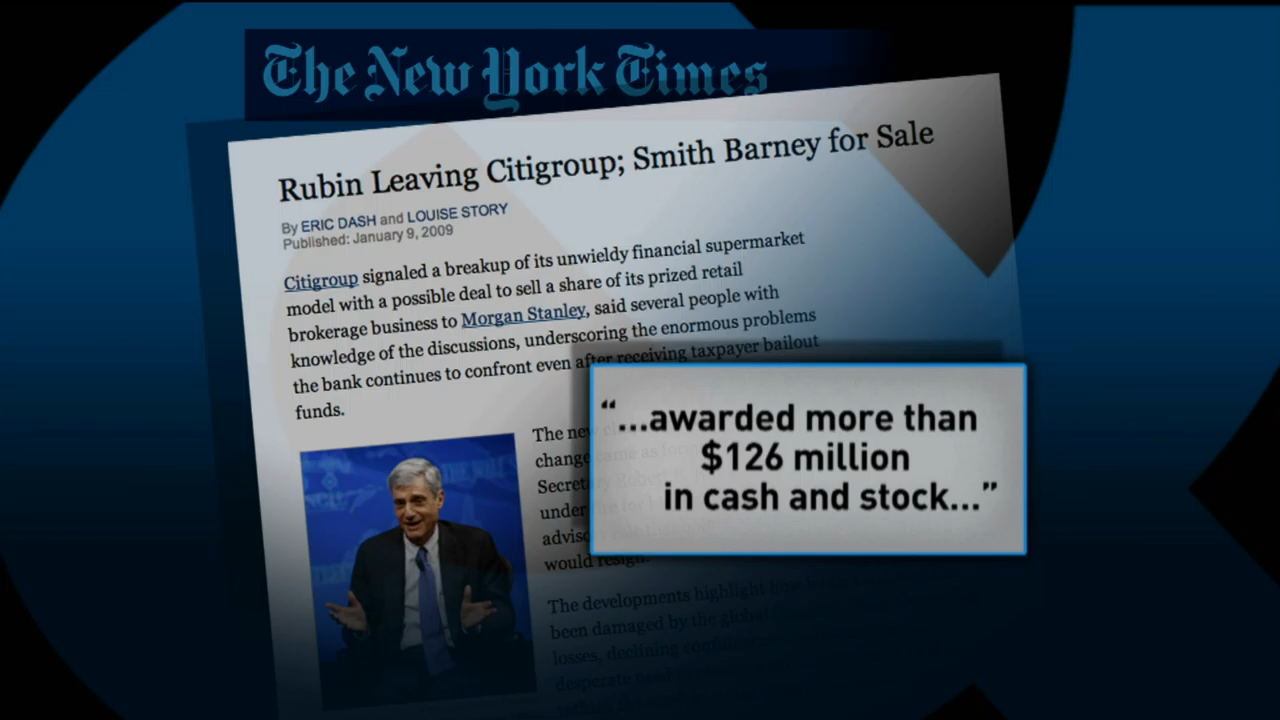 The New York Times
Rubin Leaving Citigroup; Smith Barney for Sale
By ERIC DASH and LOUISE STORY
Published: January 9, 2009
Citigroup signaled a breakup of its unwieldy financial supermarket
model with a possible deal to sell a share of its prized retail
brokerage business to Morgan Stanley, said several people with
knowledge of the discussions, underscoring the enormous problems
the bank continues to confront even after receiving taxpayer bailout
funds.
The new
change came as
Secretary
under
would resign.
“...awarded more than
$126 million
in cash and stock...”
The developments highlight how
been damaged by the global
losses, declining
desperate